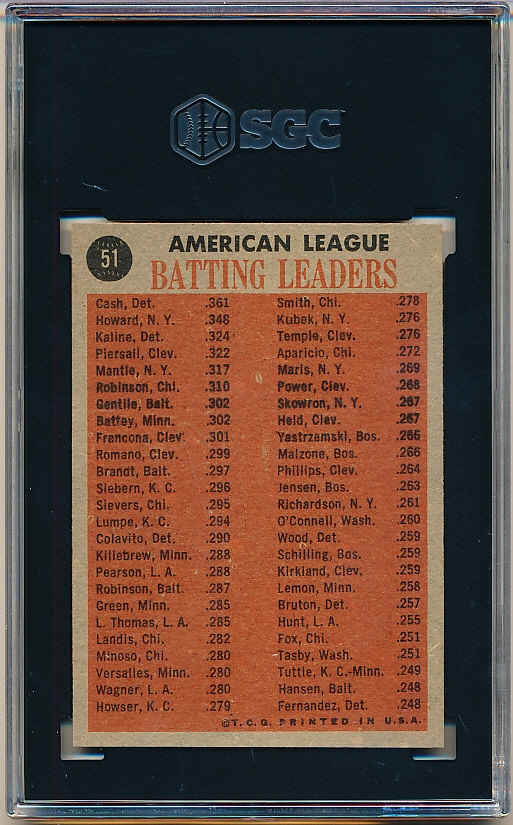 SGC
51
AMERICAN LEAGUE
BATTING LEADERS
Cash, Det. .361
Howard, N. Y. .348
Kaline, Det. .324
Piersall, Clev. .322
Mantle, N. Y. .317
Robinson, Chi. .310
Gentile, Balt. .302
Battey, Minn. .302
Francona, Clev. .301
Romano, Clev. .299
Brandt, Balt. .297
Siebern, K. C. .296
Sievers, Chi. .295
Lumpe, K. C. .294
Colavito, Det. .290
Killebrew, Minn. .288
Pearson, L. A. .288
Robinson, Balt. .287
Green, Minn. .285
L. Thomas, L. A. .285
Landis, Chi. .282
Minoso, Chi. .280
Versalles, Minn. .280
Wagner, L. A. .280
Howser, K. C. .279
Smith, Chi. .278
Kubek, N. Y. .276
Temple, Clev. .276
Aparicio, Chi. .272
Maris, N. Y. .269
Power, Clev. .268
Skowron, N. Y. .267
Held, Clev. .267
Yastrzemski, Bos. .266
Malzone, Bos. .266
Phillips, Clev. .264
Jensen, Bos. .263
Richardson, N. Y. .261
O'Connell, Wash. .260
Wood, Det. .259
Schilling, Bos. .259
Kirkland, Clev. .259
Lemon, Minn. .258
Bruton, Det. .257
Hunt, L. A. .255
Fox, Chi. .251
Tasby, Wash. .251
Tuttle, K. C.-Minn. .249
Hansen, Balt. .248
Fernandez, Det. .248
©T. C. G. PRINTED IN U. S. A.